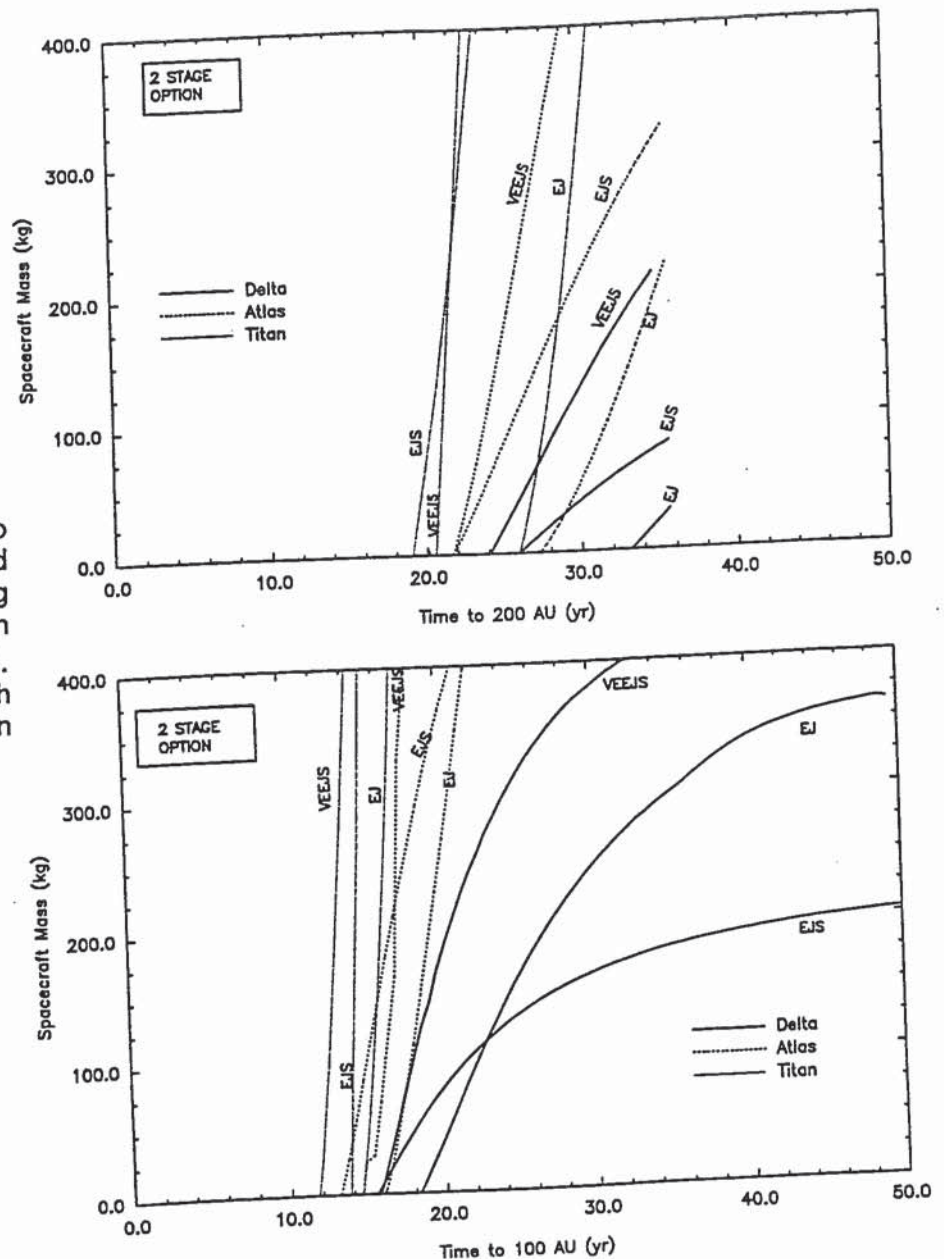 400.0
2 STAGE
OPTION
300.0
200.0
100.0
0.0
Spacecraft Mass (kg)
Delta
Atlas
Titan
VEEJS
EJ
EJS
VEEJS
EJ
EJS
VEEJS
EJS
EJ
0.0 10.0 20.0 30.0 40.0 50.0
Time to 200 AU (yr)
g
n
.
h
n
400.0
2 STAGE
OPTION
300.0
200.0
100.0
0.0
Spacecraft Mass (kg)
VEEJS
EJ
VEEJS
EJS
EJ
VEEJS
EJ
EJS
EJS
Delta
Atlas
Titan
0.0 10.0 20.0 30.0 40.0 50.0
Time to 100 AU (yr)